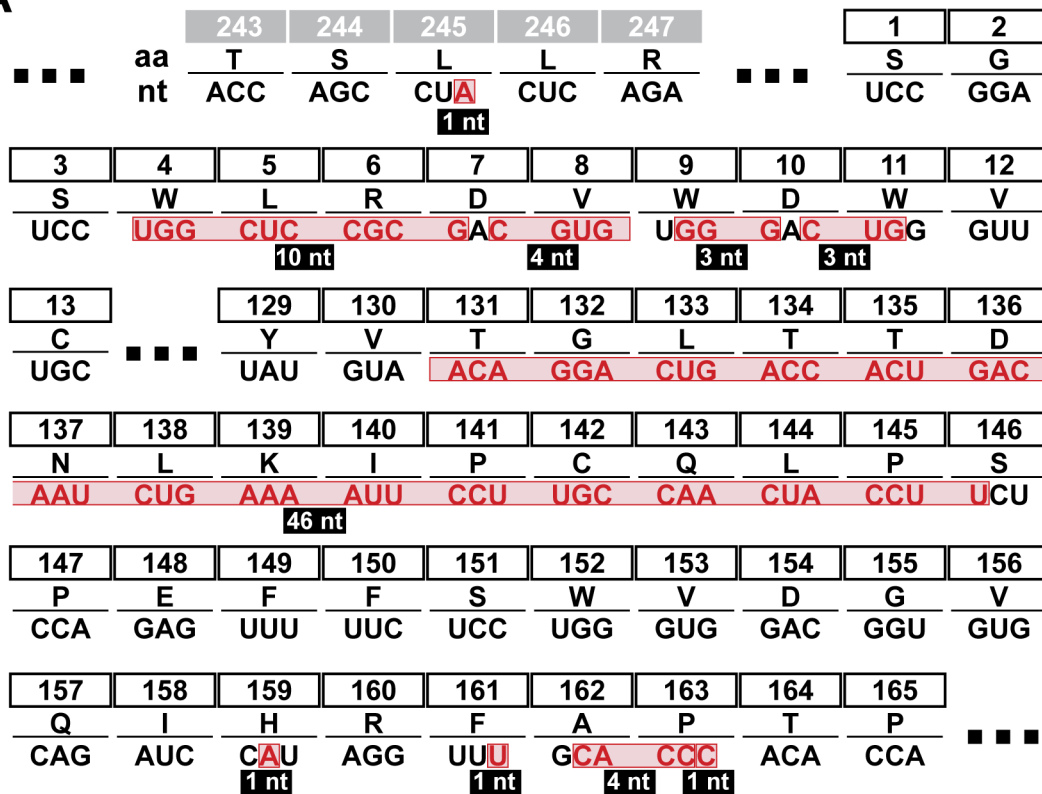 A
243 244 245 246 247 1 2
aa T S L L R S G
nt ACC AGC CUA CUC AGA UCC GGA
1 nt
3 4 5 6 7 8 9 10 11 12
S W L R D V W D W V
UCC UGG CUC CGC GAC GUG UGG GAC UGG GUU
10 nt 4 nt 3 nt 3 nt
13 129 130 131 132 133 134 135 136
C Y V T G L T T D
UGC UAU GUA ACA GGA CUG ACC ACU GAC
137 138 139 140 141 142 143 144 145 146
N L K I P C Q L P S
AAU CUG AAA AUU CCU UGC CAA CUA CCU UCU
46 nt
147 148 149 150 151 152 153 154 155 156
P E F F S W V D G V
CCA GAG UUU UUC UCC UGG GUG GAC GGU GUG
157 158 159 160 161 162 163 164 165
Q I H R F A P T P
CAG AUC CAU AGG UUU GCA CCC ACA CCA
1 nt 1 nt 4 nt 1 nt